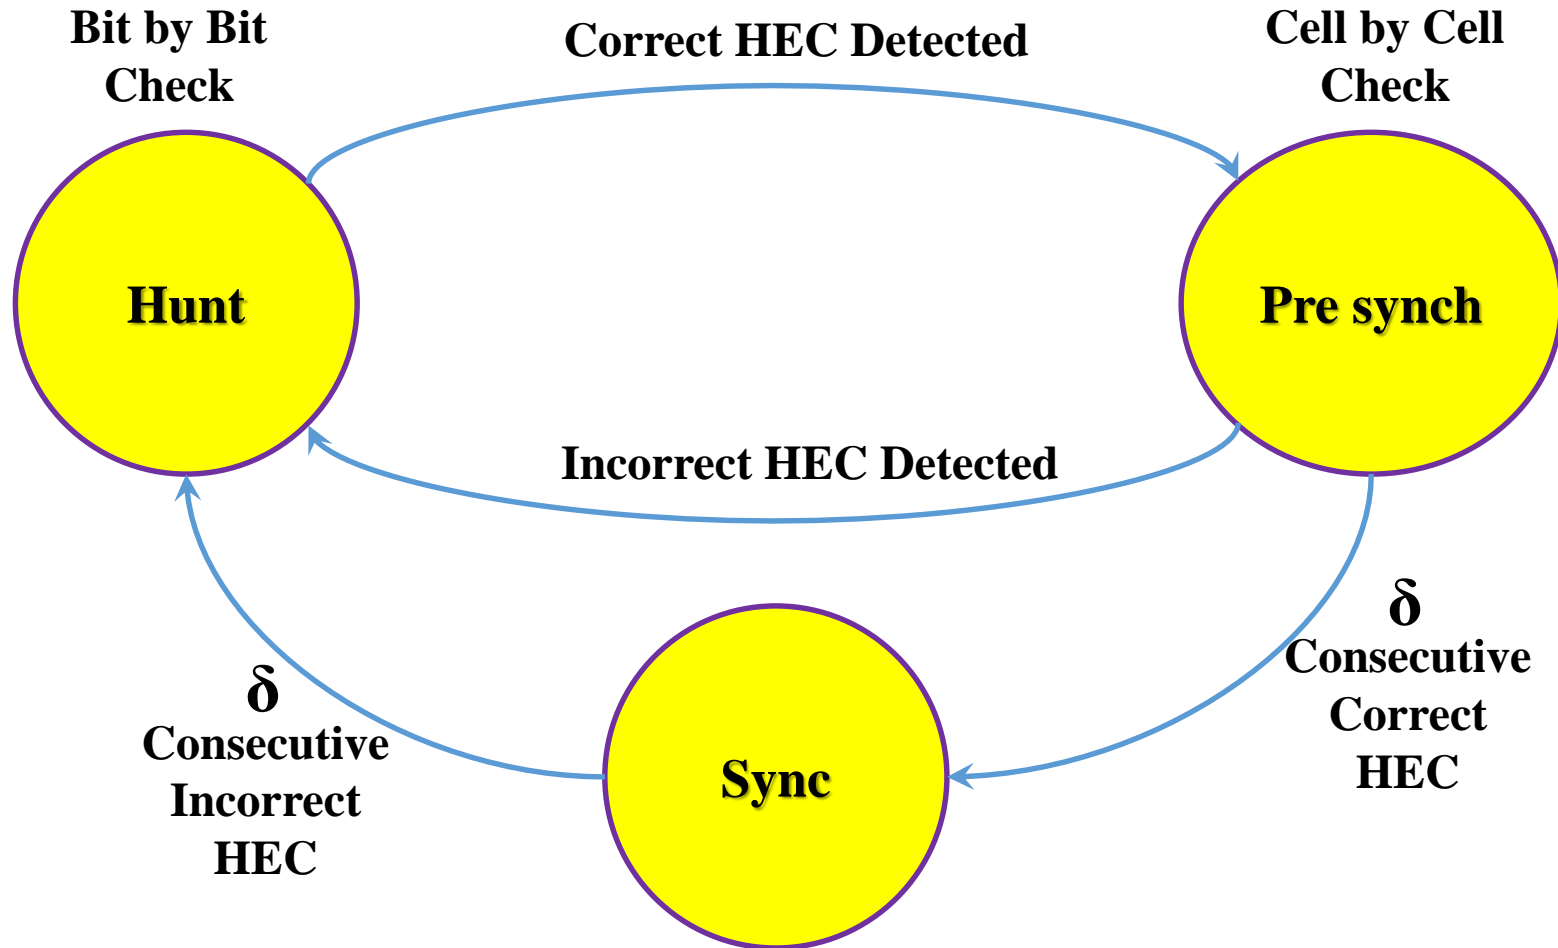 Bit by Bit
Check
Correct HEC Detected
Cell by Cell
Check
Hunt
Pre synch
Incorrect HEC Detected
δ
Consecutive
Correct
HEC
δ
Consecutive
Incorrect
HEC
Sync